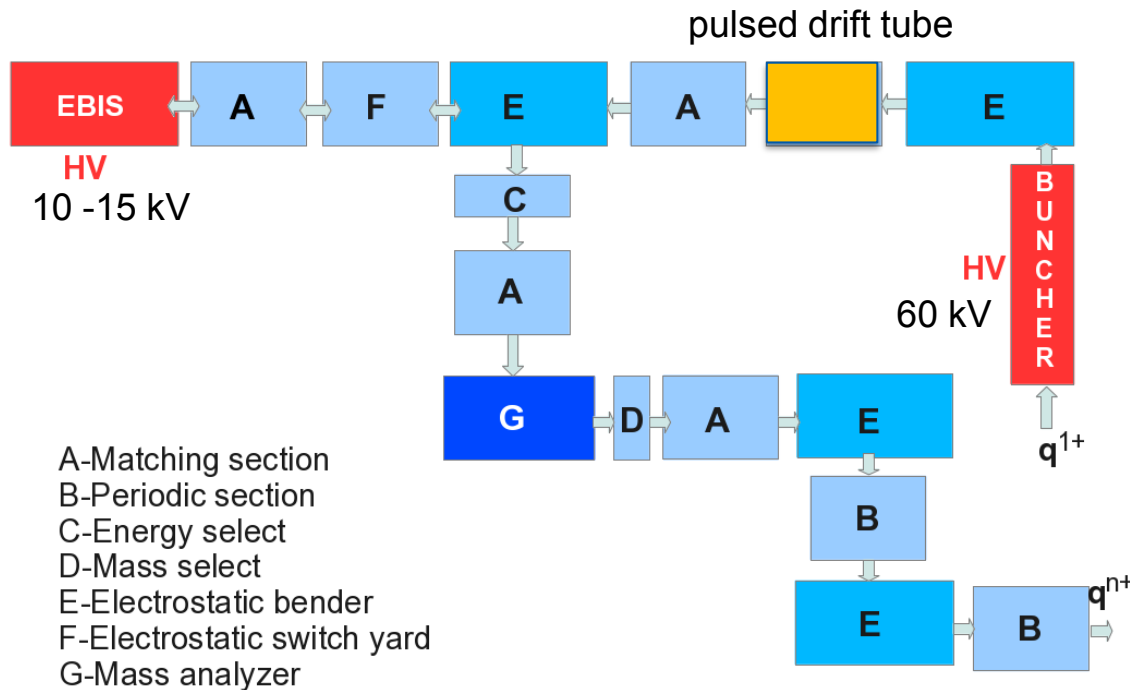 pulsed drift tube
EBIS
A
F
E
A
E
HV
10 -15 kV
C
A
BUNCHER
HV
60 kV
q1+
G
D
A
E
B
E
B
qn+
A-Matching section
B-Periodic section
C-Energy select
D-Mass select
E-Electrostatic bender
F-Electrostatic switch yard
G-Mass analyzer